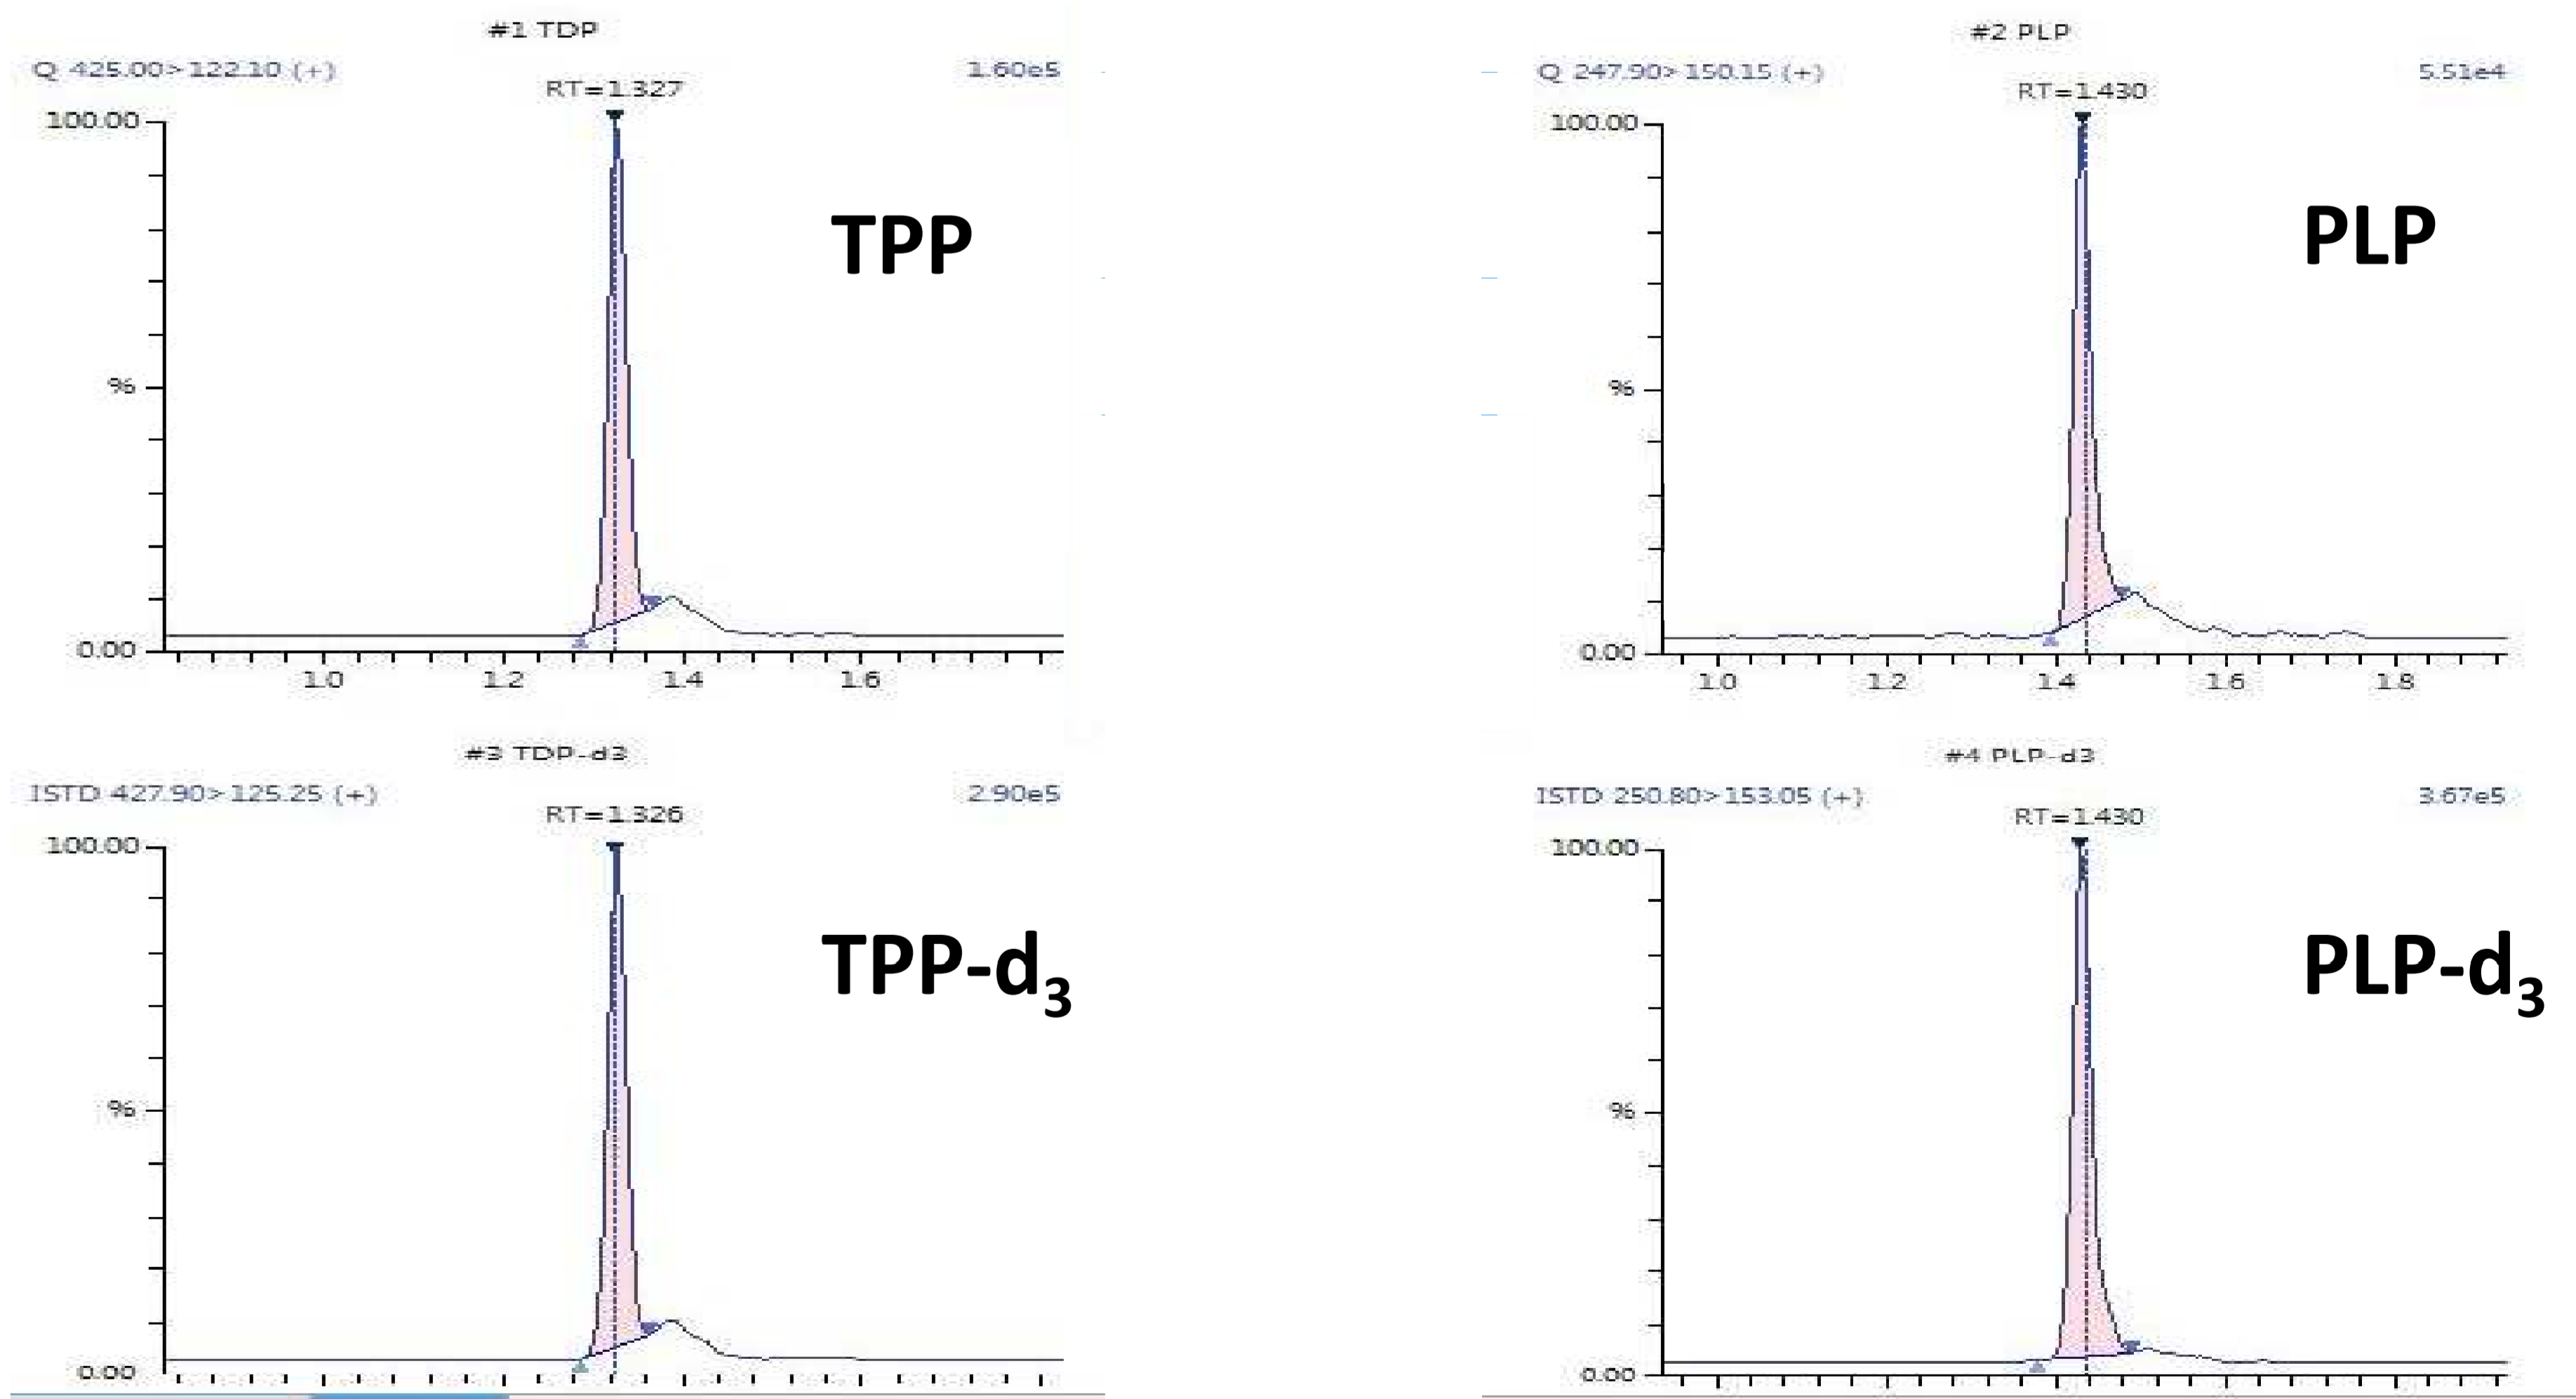 #1 TDP
Q 425.00>122.10 (+) 1.60e5
RT=1.327
100.00
TPP
%
0.00
1.0 1.2 1.4 1.6
#2 PLP
Q 247.90>150.15 (+) 5.51e4
RT=1.430
100.00
PLP
%
0.00
1.0 1.2 1.4 1.6 1.8
#3 TDP-d3
ISTD 427.90>125.25 (+) 2.90e5
RT=1.326
100.00
TPP-d3
%
0.00
#4 PLP-d3
ISTD 250.80>153.05 (+) 3.67e5
RT=1.430
100.00
PLP-d3
%
0.00